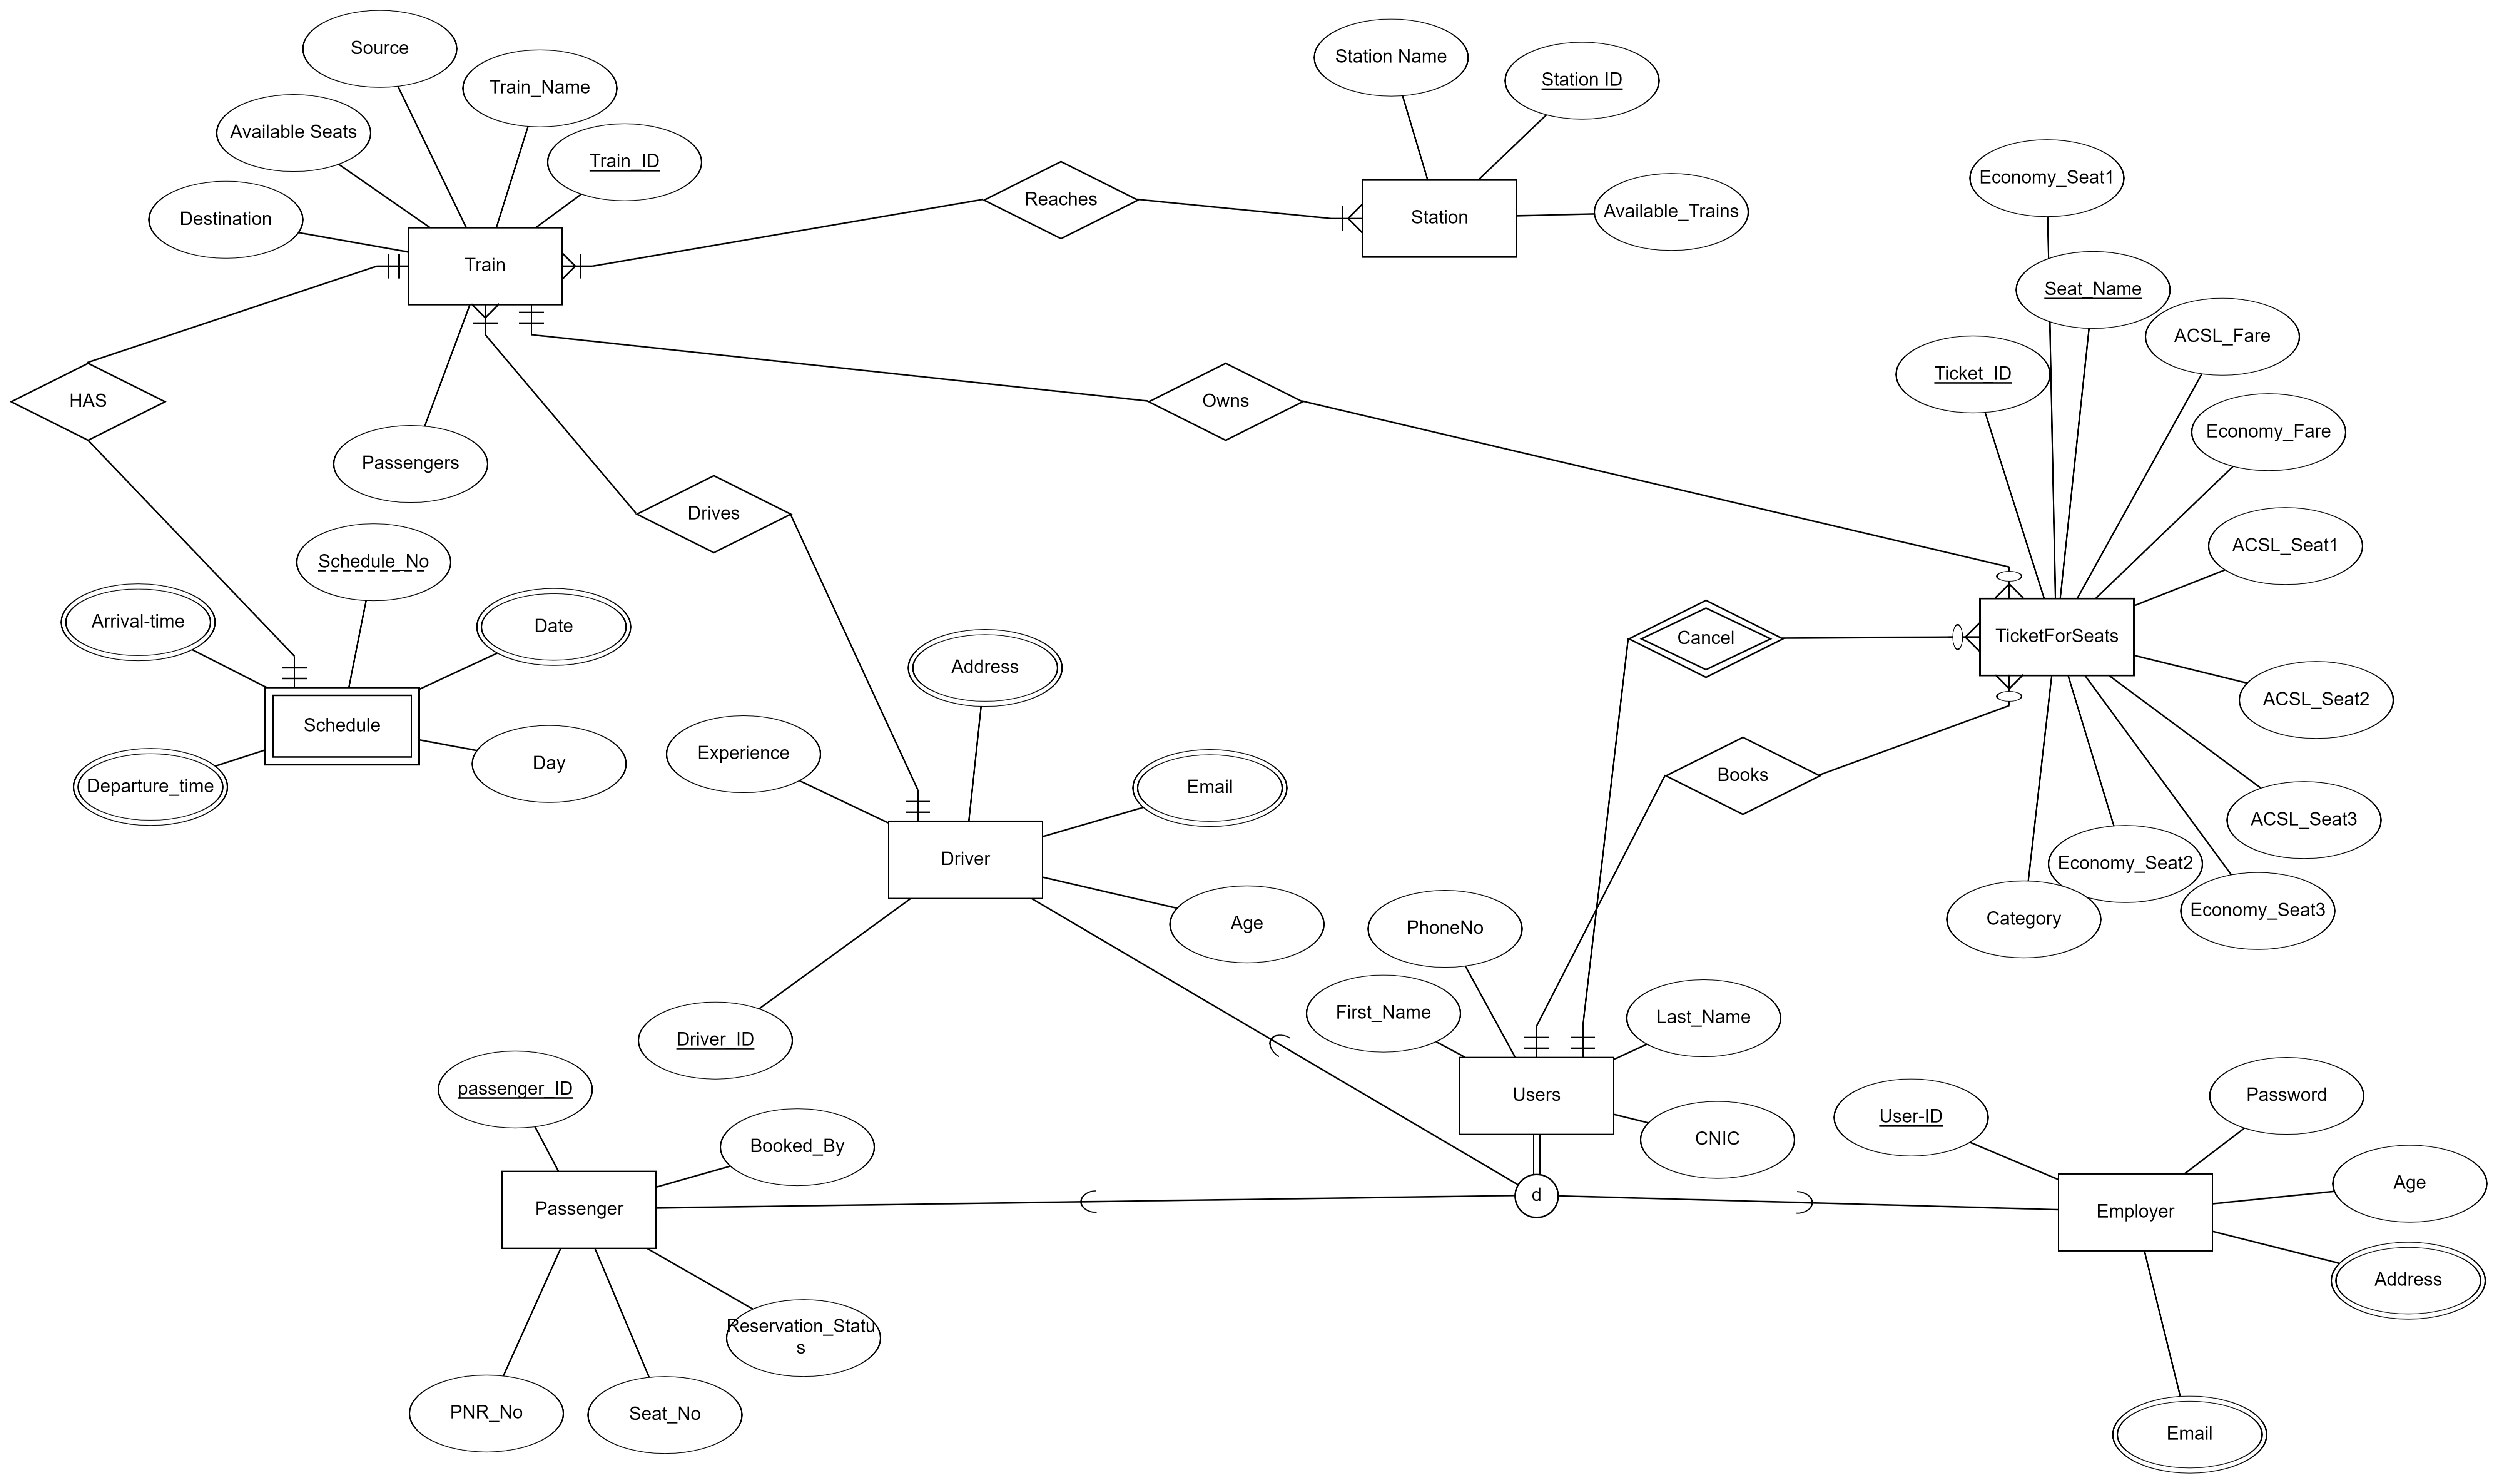 Source
Station Name
Station ID
Train_Name
Available Seats
Train_ID
Economy_Seat1
Reaches
Available_Trains
Destination
Station
Train
Seat_Name
ACSL_Fare
Ticket_ID
HAS
Owns
Economy_Fare
Passengers
Drives
ACSL_Seat1
Schedule_No
Arrival-time
Date
TicketForSeats
Cancel
Address
ACSL_Seat2
Schedule
Experience
Day
Books
Departure_time
Email
ACSL_Seat3
Driver
Economy_Seat2
Economy_Seat3
Category
Age
PhoneNo
First_Name
Last_Name
Driver_ID
passenger_ID
Users
Password
User-ID
CNIC
Booked_By
Age
d
Passenger
Employer
Address
Reservation_Statu
s
PNR_No
Seat_No
Email